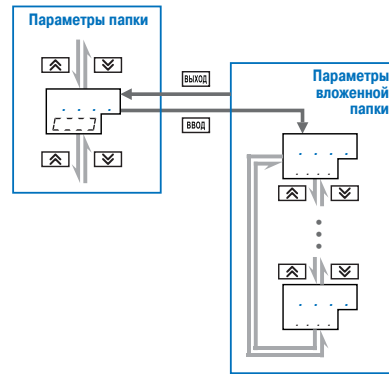 Параметры папки
ВЫХОД
ВВОД
Параметры
вложенной
папки